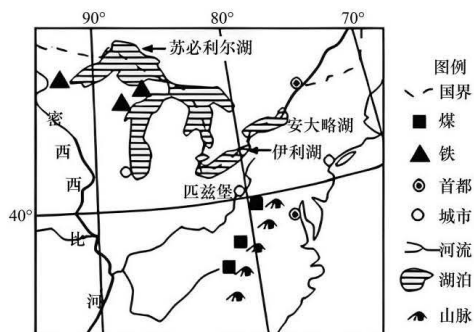 90°
80°
70°
苏必利尔湖
安大略湖
伊利湖
匹兹堡
40°
密西西比河
图例
国界
煤
铁
首都
城市
河流
湖泊
山脉